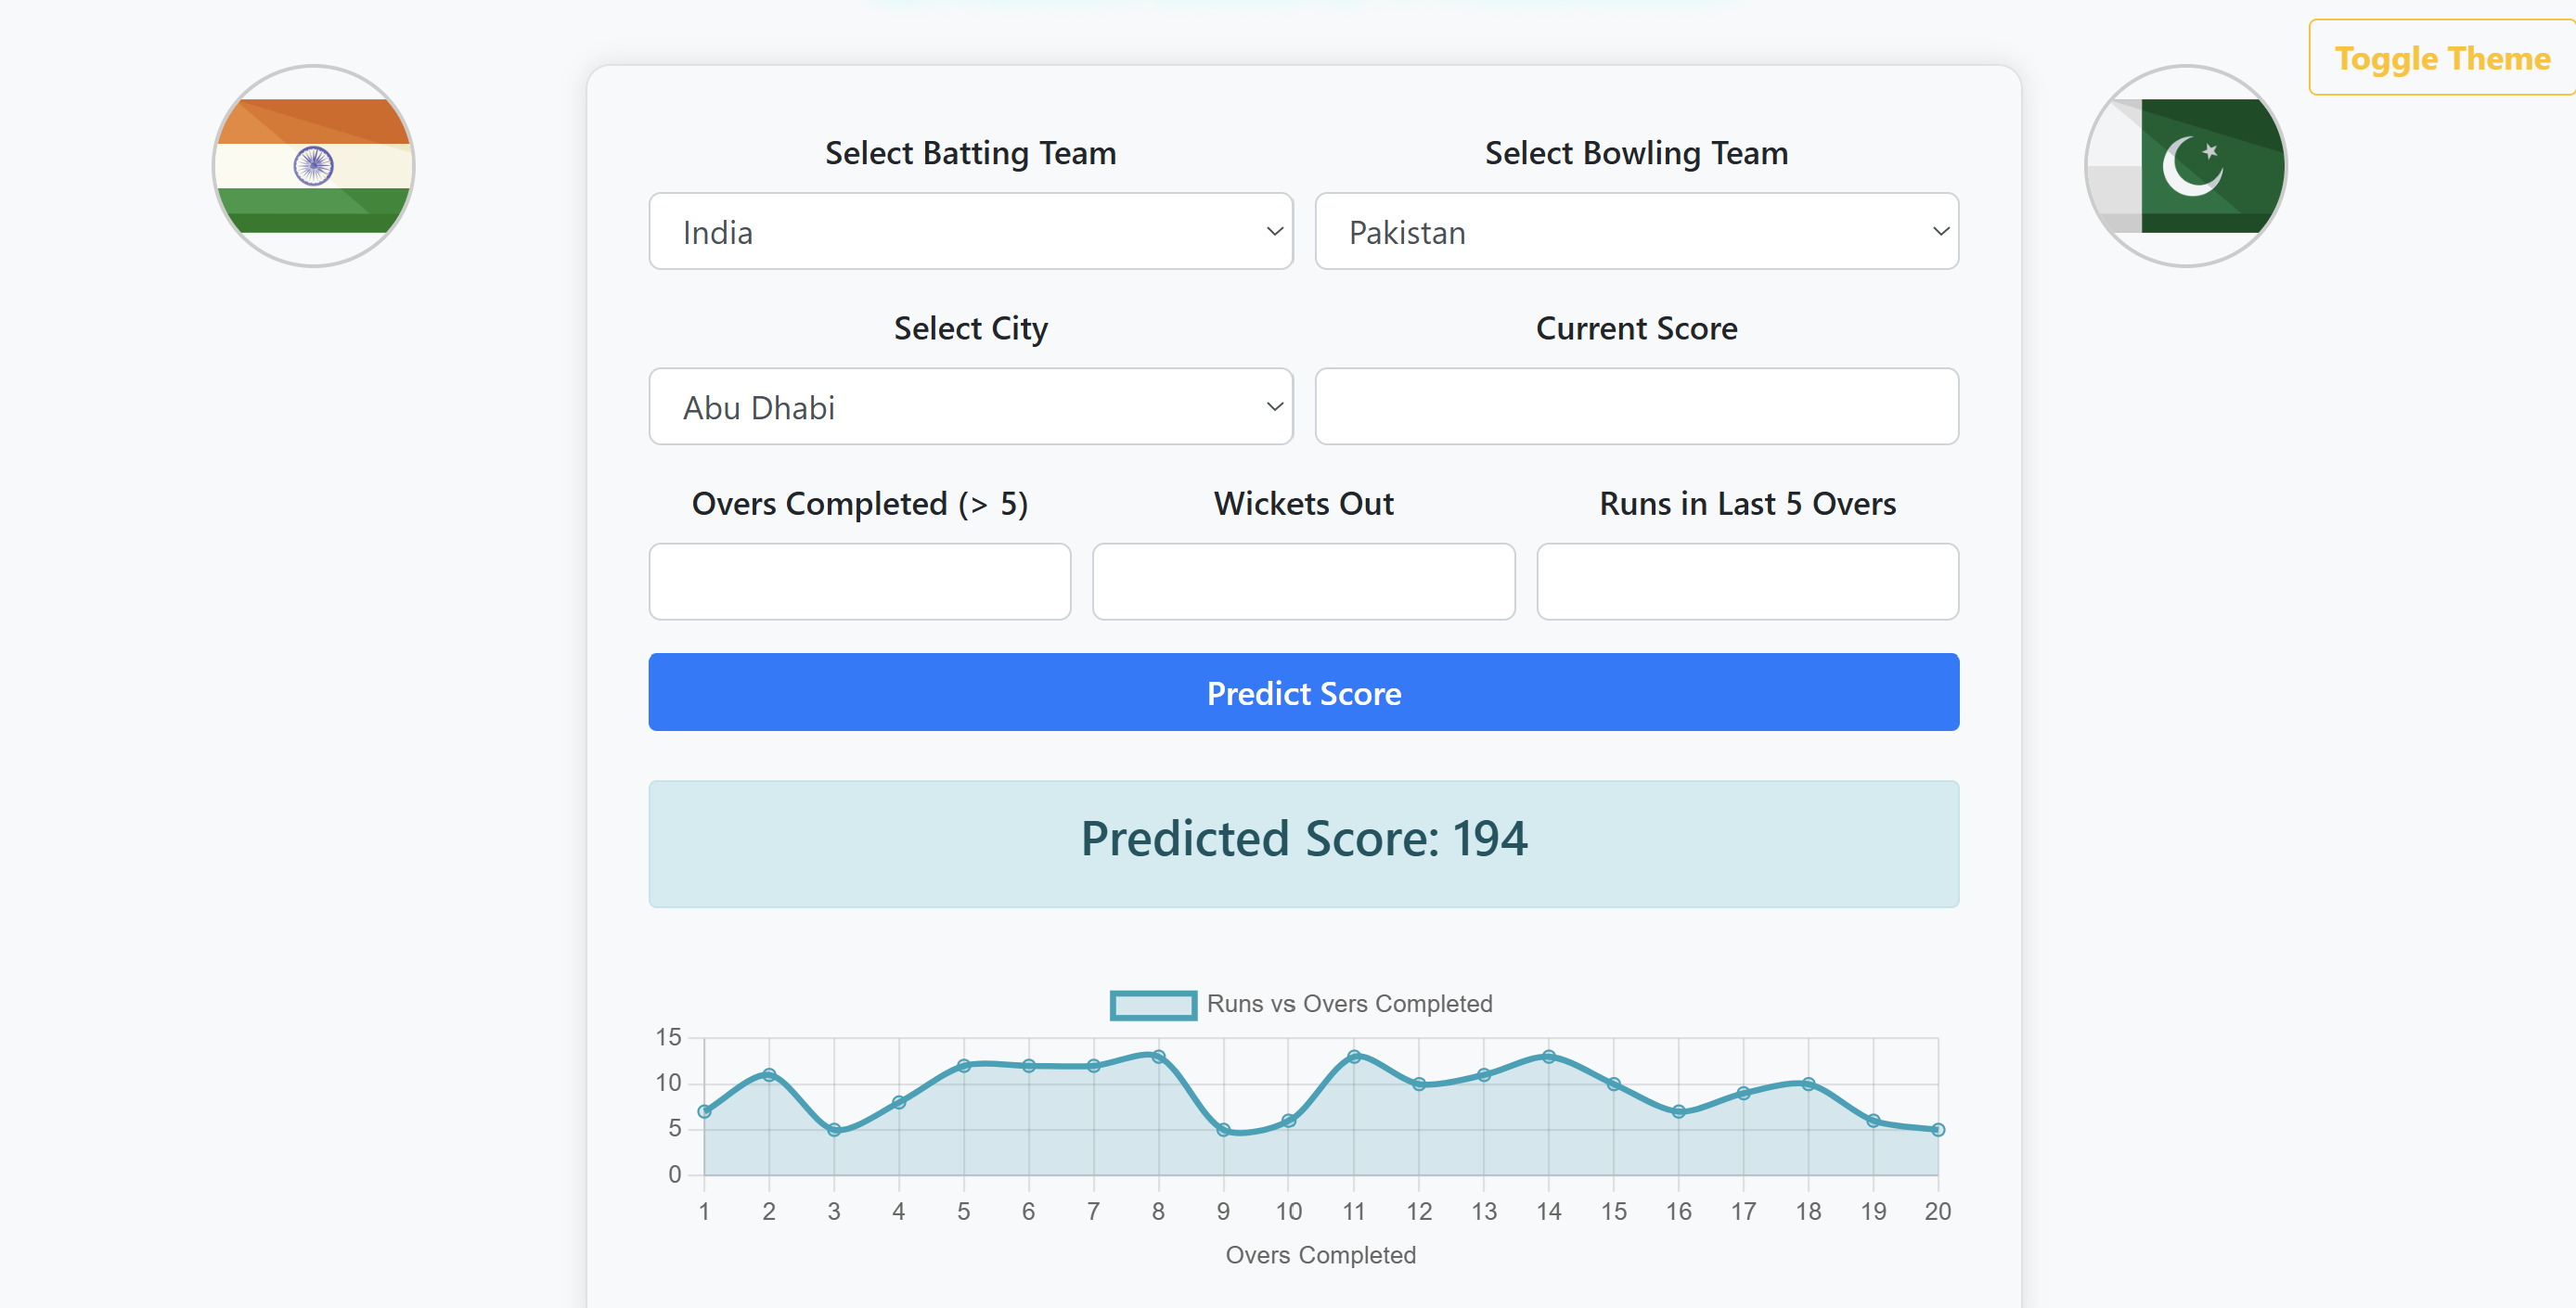 Toggle Theme
Select Batting Team
Select Bowling Team
India
Pakistan
Select City
Current Score
Abu Dhabi
Overs Completed (> 5)
Wickets Out
Runs in Last 5 Overs
Predict Score
Predicted Score: 194
Runs vs Overs Completed
15
10
5
0
1 2 3 4 5 6 7 8 9 10 11 12 13 14 15 16 17 18 19 20
Overs Completed